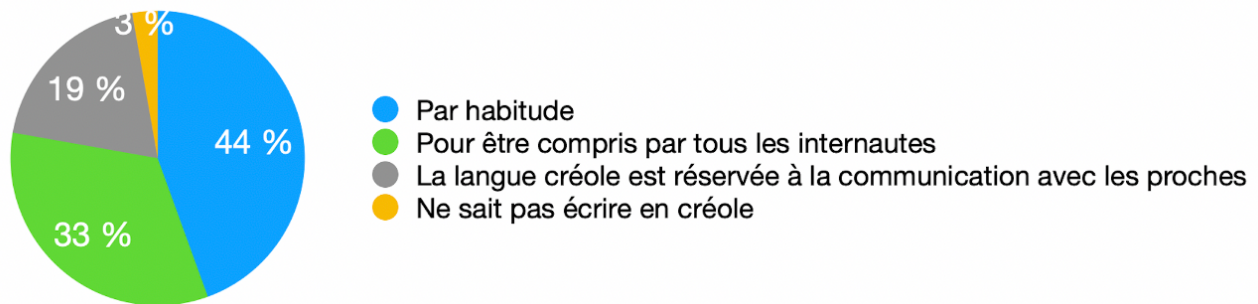 3 %
19 %
44 %
33 %
Par habitude
Pour être compris par tous les internautes
La langue créole est réservée à la communication avec les proches
Ne sait pas écrire en créole